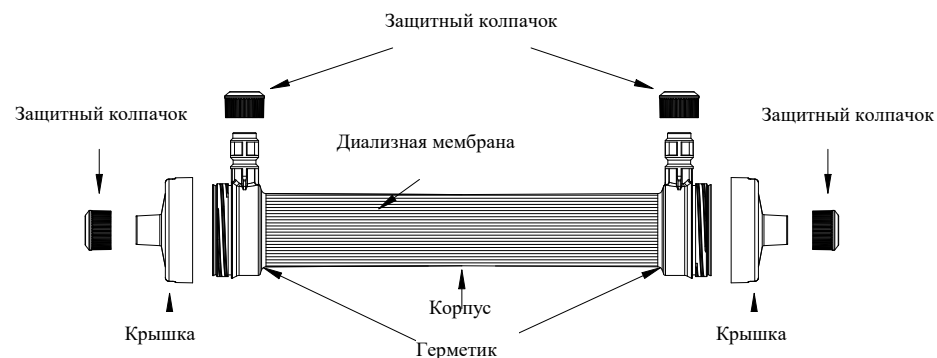 Защитный колпачок
Защитный колпачок
Защитный колпачок
Диализная мембрана
Корпус
Крышка
Крышка
Герметик